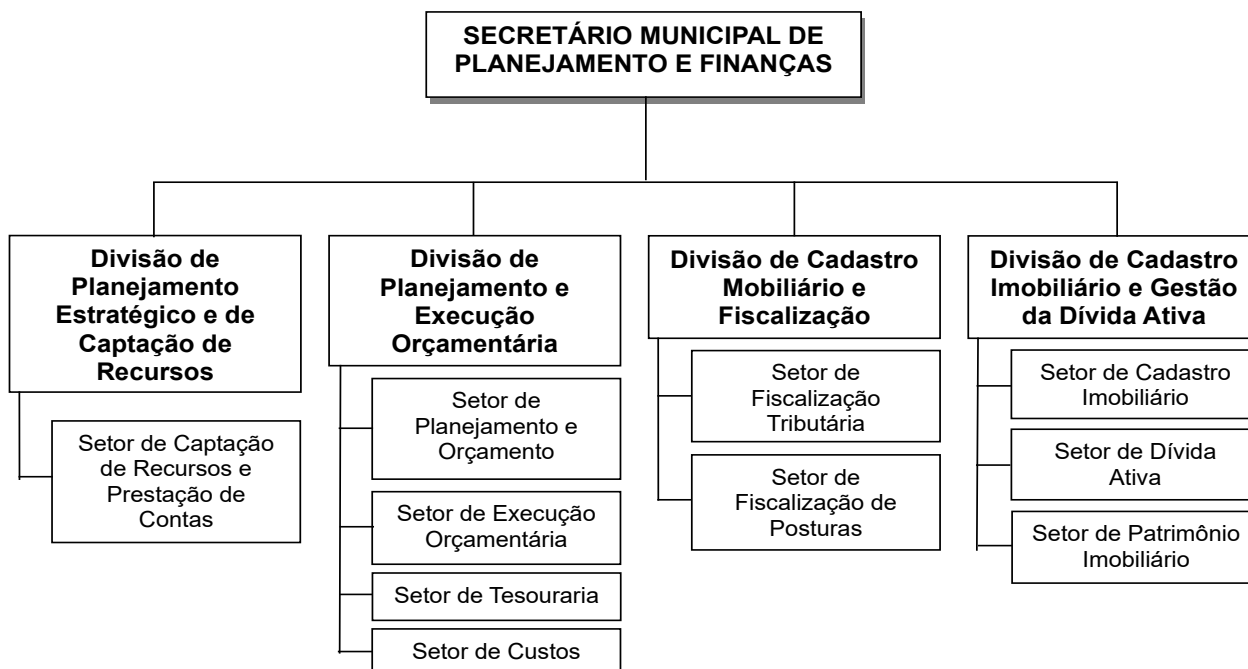 SECRETÁRIO MUNICIPAL DE
PLANEJAMENTO E FINANÇAS
Divisão de
Planejamento
Estratégico e de
Captação de
Recursos
Setor de Captação
de Recursos e
Prestação de
Contas
Divisão de
Planejamento e
Execução
Orçamentária
Setor de
Planejamento e
Orçamento
Setor de Execução
Orçamentária
Setor de Tesouraria
Setor de Custos
Divisão de Cadastro
Mobiliário e
Fiscalização
Setor de
Fiscalização
Tributária
Setor de
Fiscalização de
Posturas
Divisão de Cadastro
Imobiliário e Gestão
da Dívida Ativa
Setor de Cadastro
Imobiliário
Setor de Dívida
Ativa
Setor de Patrimônio
Imobiliário